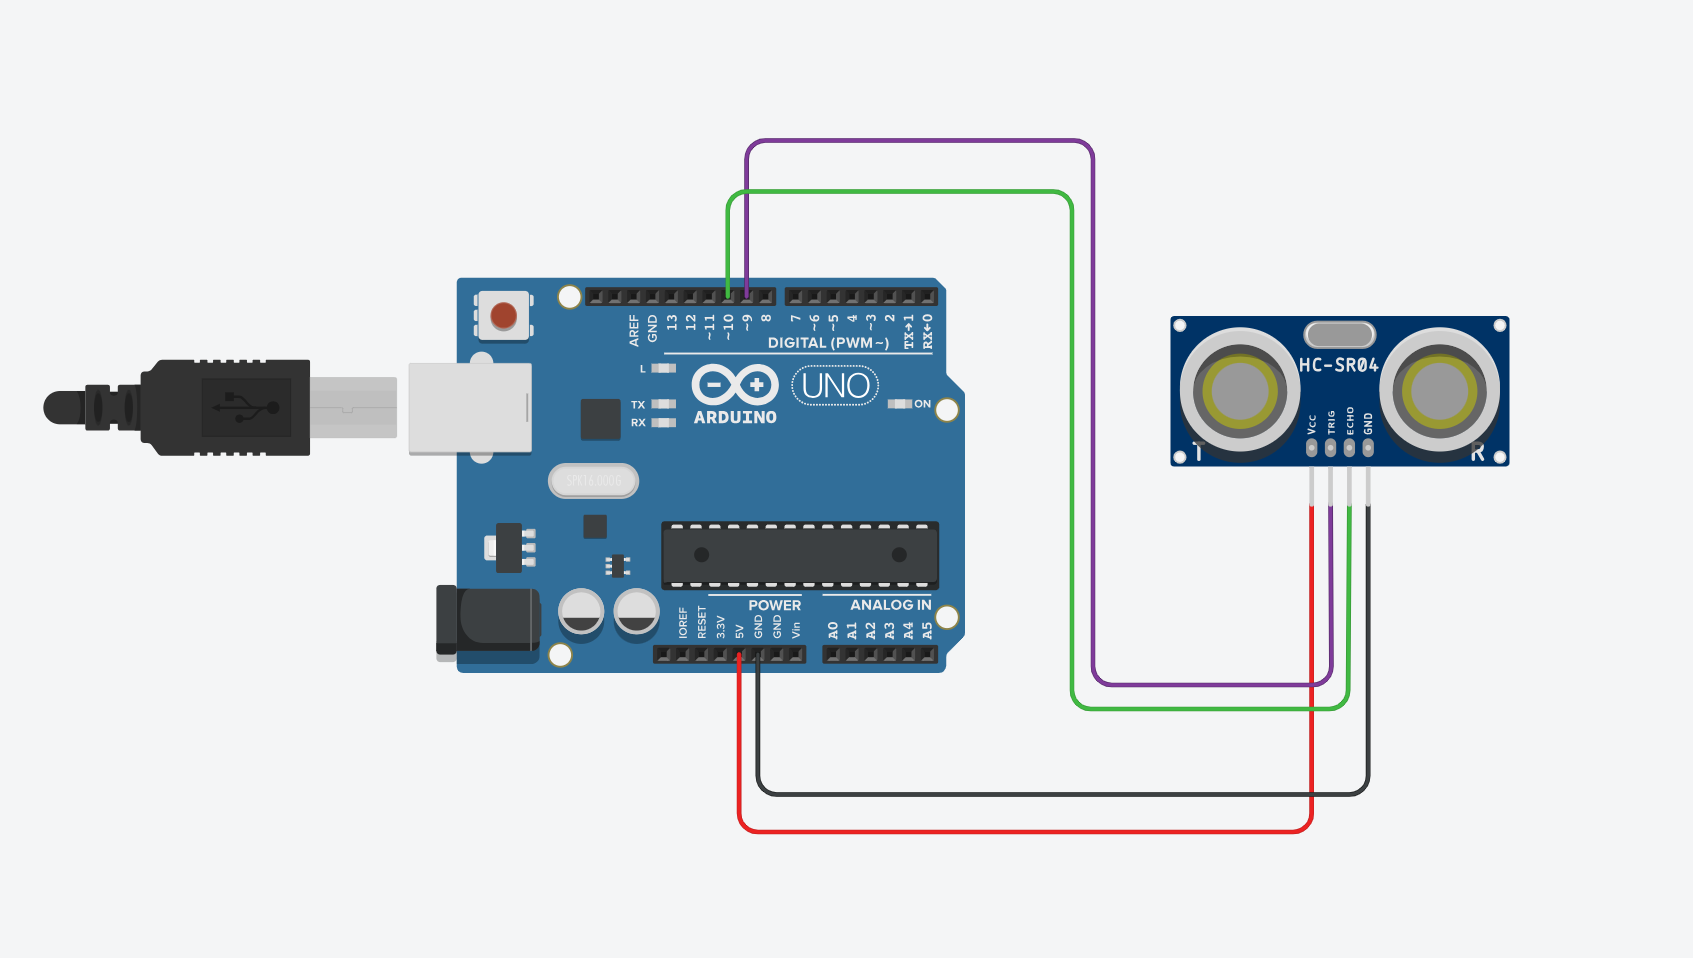 AREF
GND
13
12
~11
~10
~9
8
7
~6
~5
4
~3
2
TX→1
RX←0
DIGITAL (PWM~)
L
TX
RX
ARDUINO
UNO
ON
SPK16.000G
POWER
ANALOG IN
IOREF
RESET
3.3V
5V
GND
GND
Vin
A0
A1
A2
A3
A4
A5
HC-SR04
VCC
TRIG
ECHO
GND
T
R